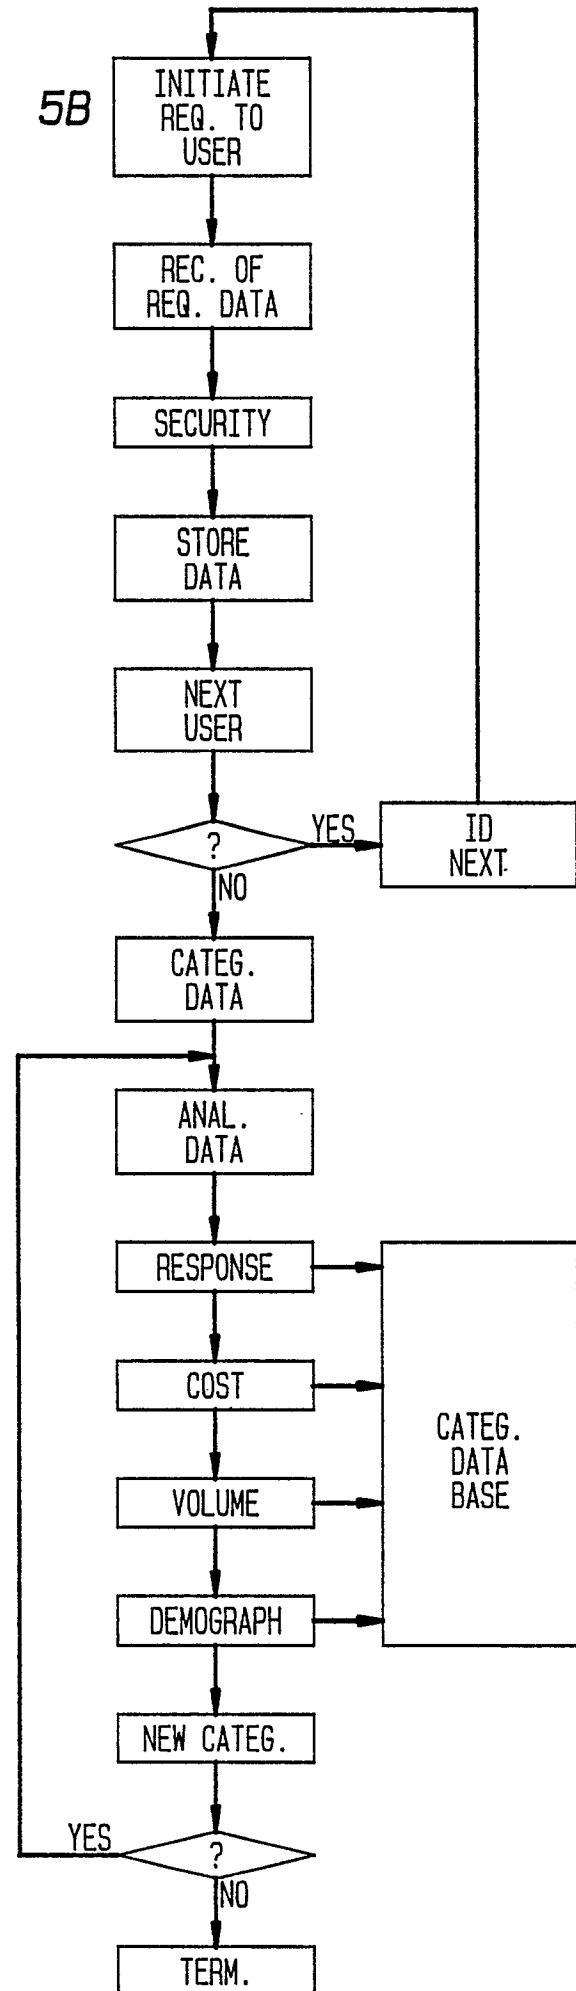 5B
INITIATE
REQ. TO
USER
REC. OF
REQ. DATA
SECURITY
STORE
DATA
NEXT
USER
?
YES
ID
NEXT
NO
CATEG.
DATA
ANAL.
DATA
RESPONSE
COST
CATEG.
DATA
BASE
VOLUME
DEMOGRAPH
NEW CATEG.
YES
?
NO
TERM.